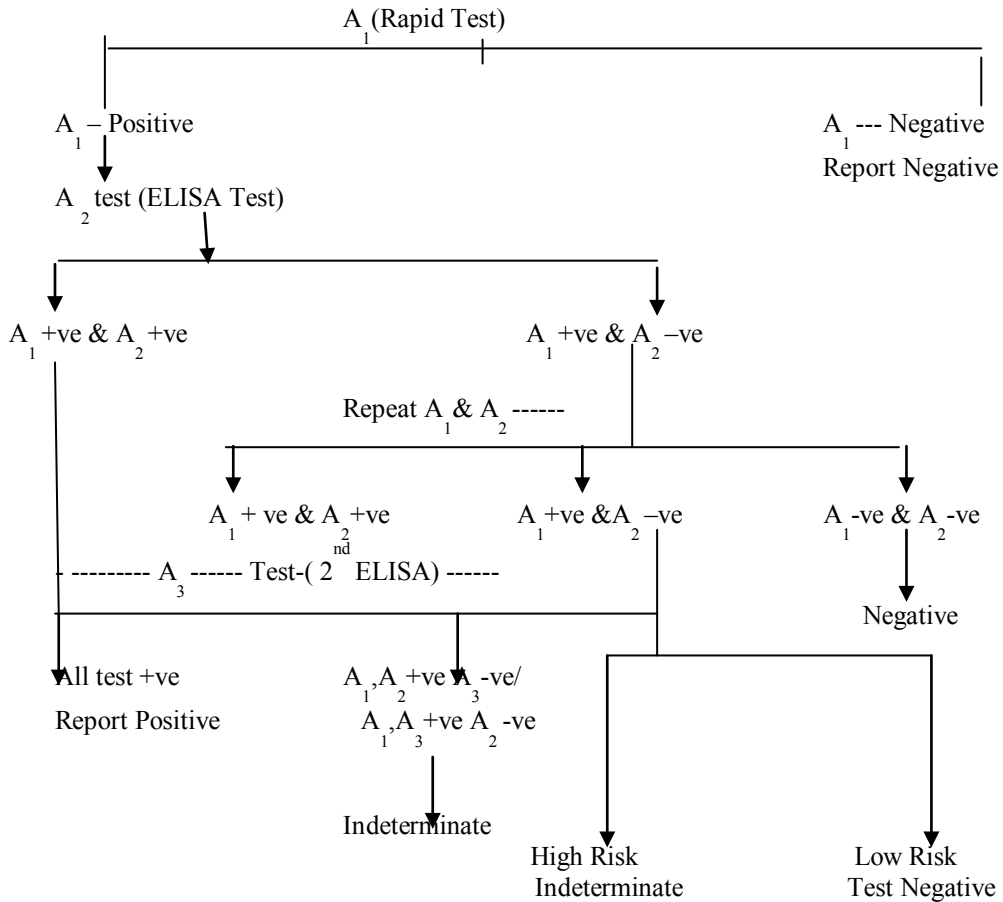 A1 (Rapid Test)
A1 – Positive
A1 --- Negative
Report Negative
A2 test (ELISA Test)
A1 +ve & A2 +ve
A1 +ve & A2 –ve
Repeat A1 & A2 ------
A1 + ve & A2 +ve
A1 +ve &A2 –ve
A1 -ve & A2 -ve
- --------- A3 ------ Test-( 2nd ELISA) ------
Negative
All test +ve
Report Positive
A1,A2 +ve A3 -ve/
A1,A3 +ve A2 -ve
Indeterminate
High Risk
Indeterminate
Low Risk
Test Negative